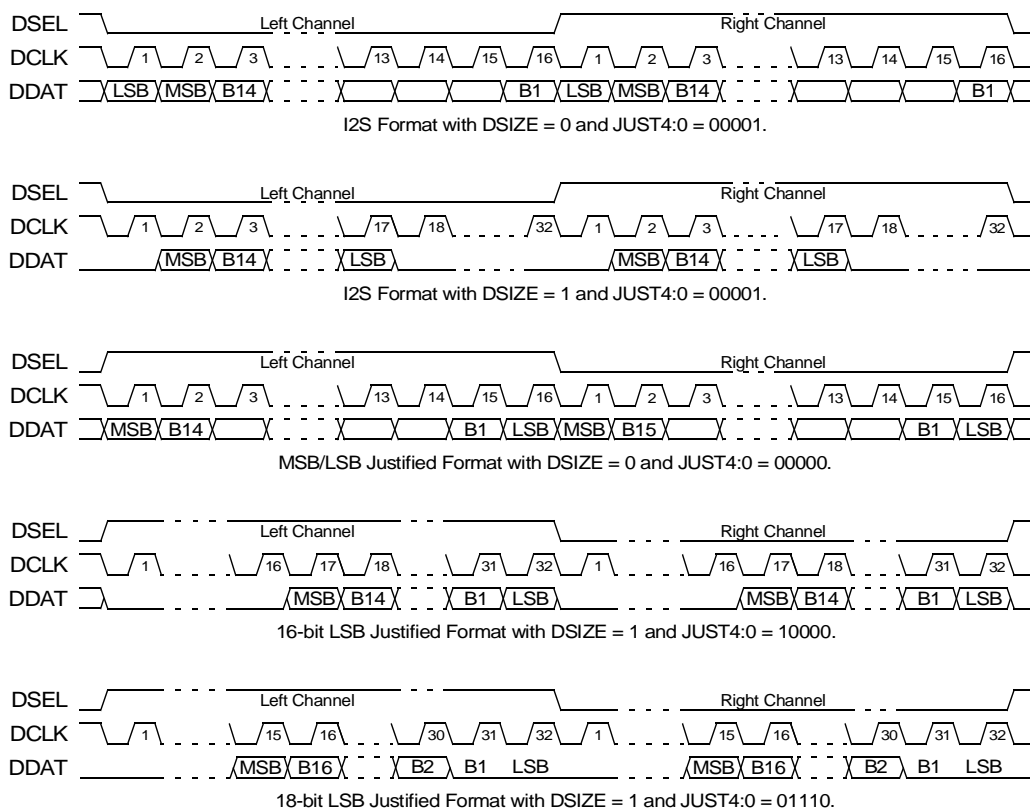 DSEL Left Channel Right Channel
DCLK 1 2 3 13 14 15 16 1 2 3 13 14 15 16
DDAT LSB MSB B14 B1 LSB MSB B14 B1
I2S Format with DSIZE = 0 and JUST4:0 = 00001.
DSEL Left Channel Right Channel
DCLK 1 2 3 17 18 32 1 2 3 17 18 32
DDAT MSB B14 LSB MSB B14 LSB
I2S Format with DSIZE = 1 and JUST4:0 = 00001.
DSEL Left Channel Right Channel
DCLK 1 2 3 13 14 15 16 1 2 3 13 14 15 16
DDAT MSB B14 B1 LSB MSB B15 B1 LSB
MSB/LSB Justified Format with DSIZE = 0 and JUST4:0 = 00000.
DSEL Left Channel Right Channel
DCLK 1 16 17 18 31 32 1 16 17 18 31 32
DDAT MSB B14 B1 LSB MSB B14 B1 LSB
16-bit LSB Justified Format with DSIZE = 1 and JUST4:0 = 10000.
DSEL Left Channel Right Channel
DCLK 1 15 16 30 31 32 1 15 16 30 31 32
DDAT MSB B16 B2 B1 LSB MSB B16 B2 B1 LSB
18-bit LSB Justified Format with DSIZE = 1 and JUST4:0 = 01110.